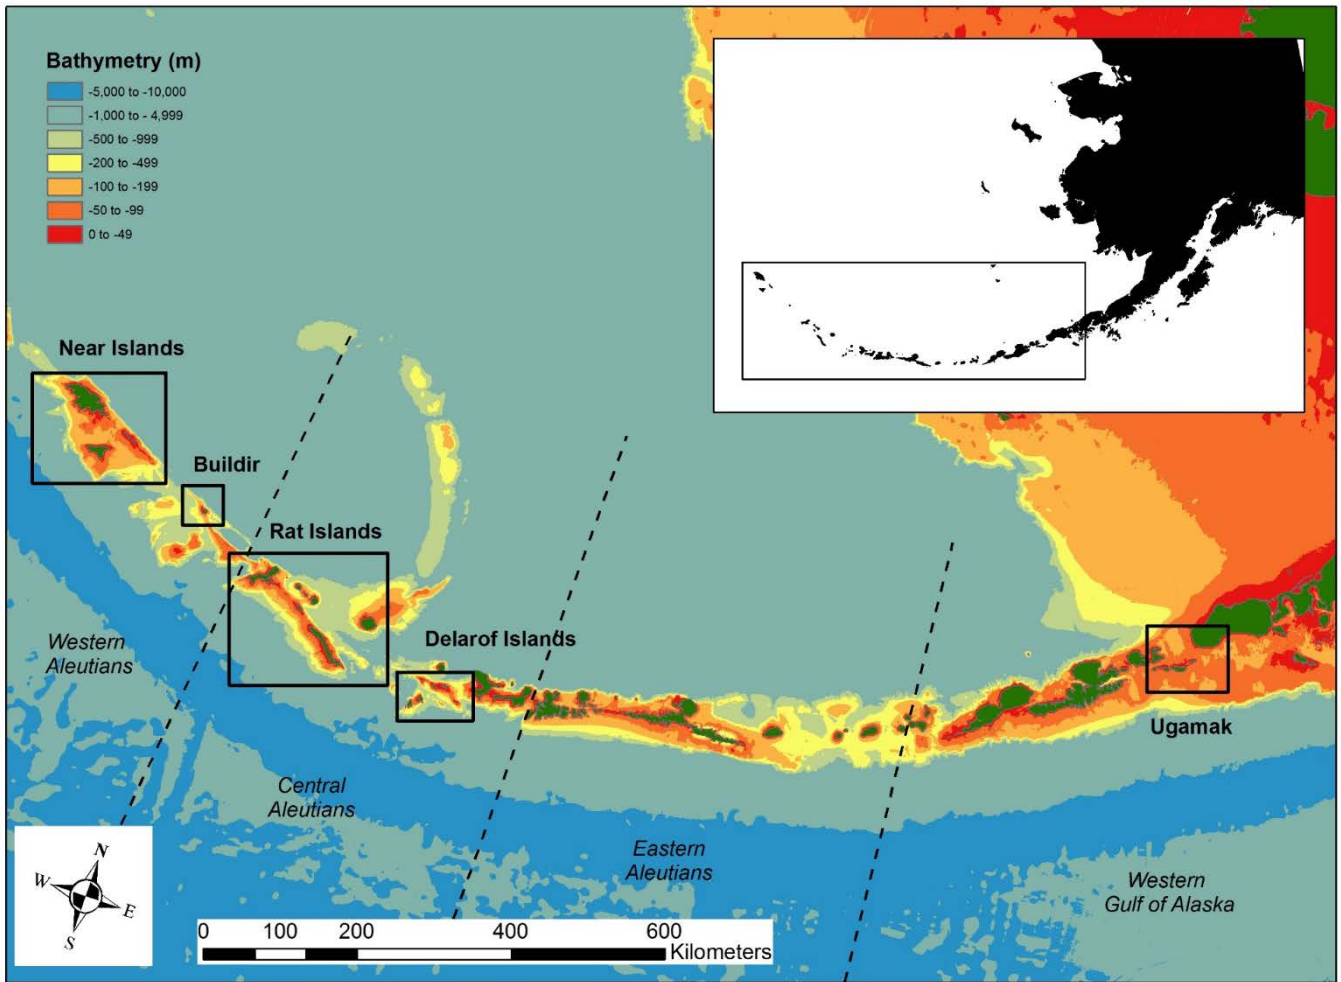 Bathymetry (m)
-5,000 to -10,000
-1,000 to - 4,999
-500 to -999
-200 to -499
-100 to -199
-50 to -99
0 to -49
Near Islands
Buildir
Rat Islands
Delarof Islands
Ugamak
Western
Aleutians
Central
Aleutians
Eastern
Aleutians
Western
Gulf of Alaska
N
W
E
S
0 100 200 400 600
Kilometers